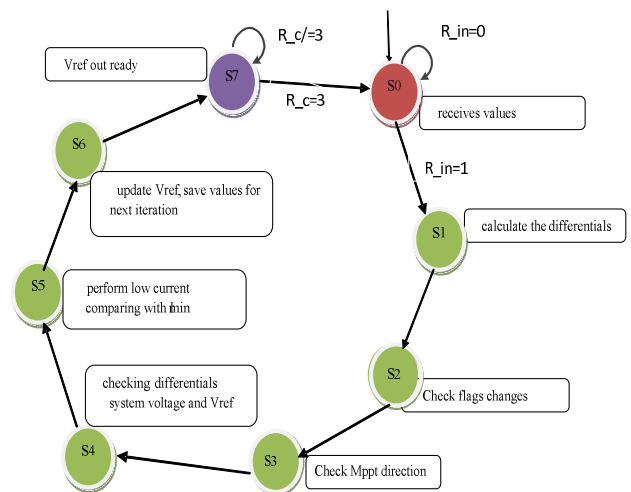 R_c/=3
R_in=0
Vref out ready
S7
S0
R_c=3
receives values
S6
R_in=1
update Vref, save values for
next iteration
S1
calculate the differentials
S5
perform low current
comparing with Imin
S2
Check flags changes
checking differentials
system voltage and Vref
S4
S3
Check Mppt direction